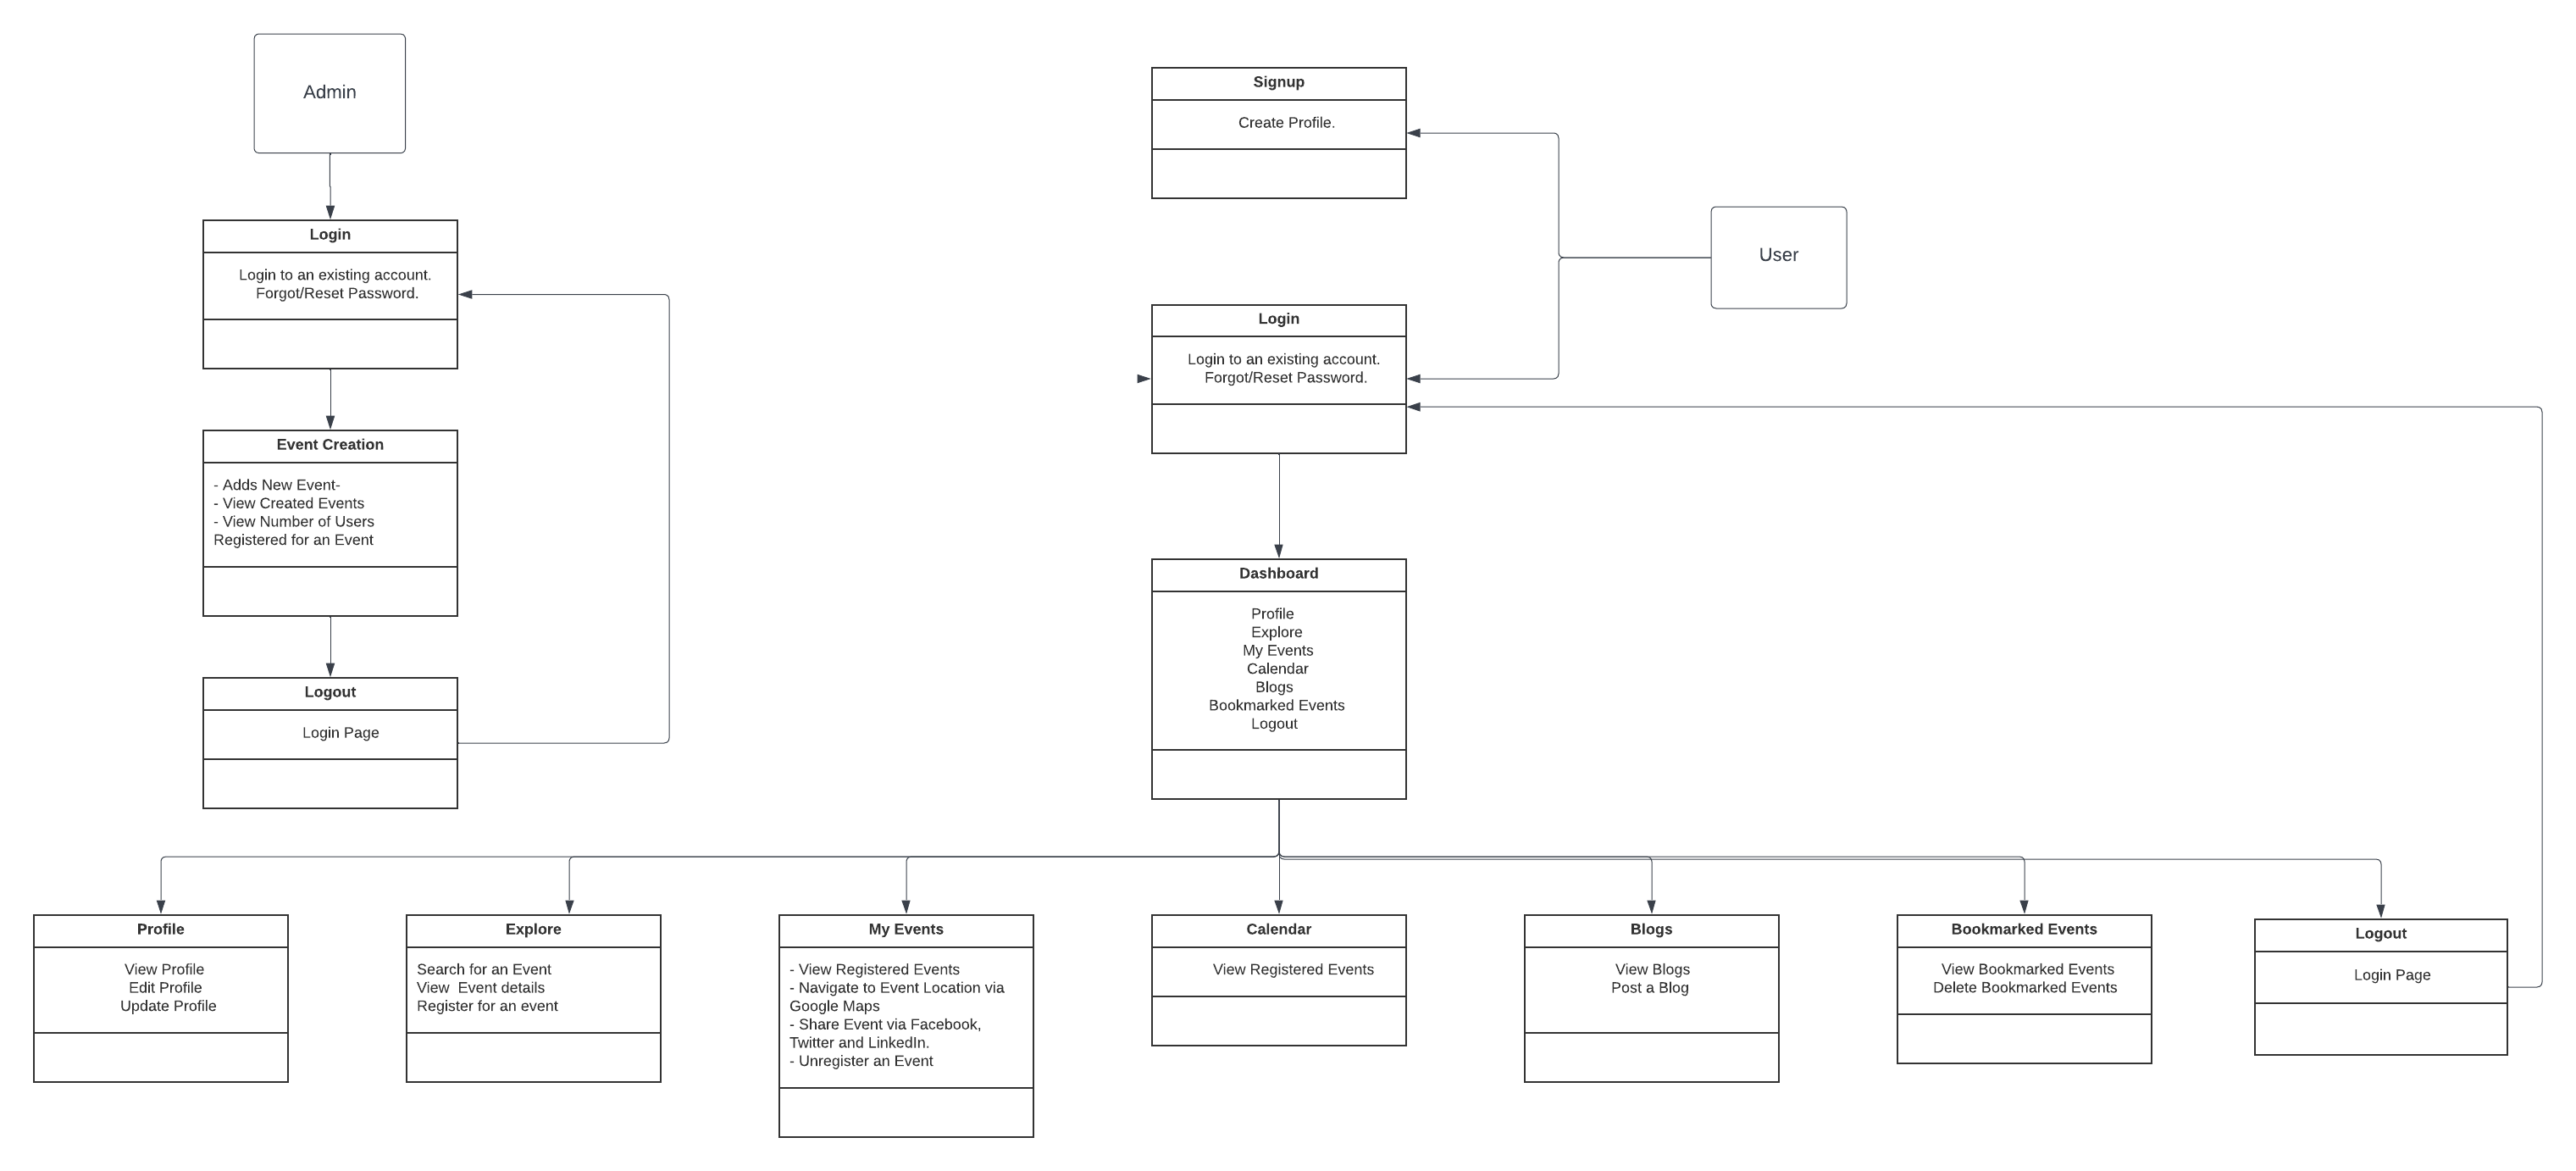 Admin
Login
Login to an existing account.
Forgot/Reset Password.
Event Creation
- Adds New Event-
- View Created Events
- View Number of Users
Registered for an Event
Logout
Login Page
Signup
Create Profile.
User
Login
Login to an existing account.
Forgot/Reset Password.
Dashboard
Profile
Explore
My Events
Calendar
Blogs
Bookmarked Events
Logout
Profile
View Profile
Edit Profile
Update Profile
Explore
Search for an Event
View  Event details
Register for an event
My Events
- View Registered Events
- Navigate to Event Location via
Google Maps
- Share Event via Facebook,
Twitter and LinkedIn.
- Unregister an Event
Calendar
View Registered Events
Blogs
View Blogs
Post a Blog
Bookmarked Events
View Bookmarked Events
Delete Bookmarked Events
Logout
Login Page